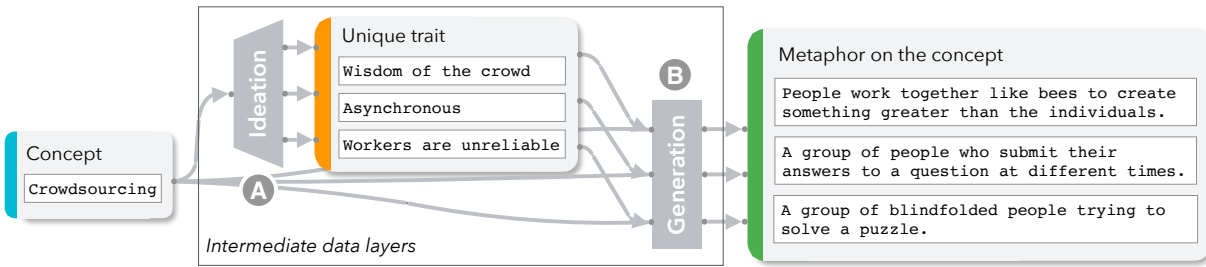 Concept
Crowdsourcing
A
Ideation
Unique trait
Wisdom of the crowd
Asynchronous
Workers are unreliable
Intermediate data layers
B
Generation
Metaphor on the concept
People work together like bees to create
something greater than the individuals.
A group of people who submit their
answers to a question at different times.
A group of blindfolded people trying to
solve a puzzle.